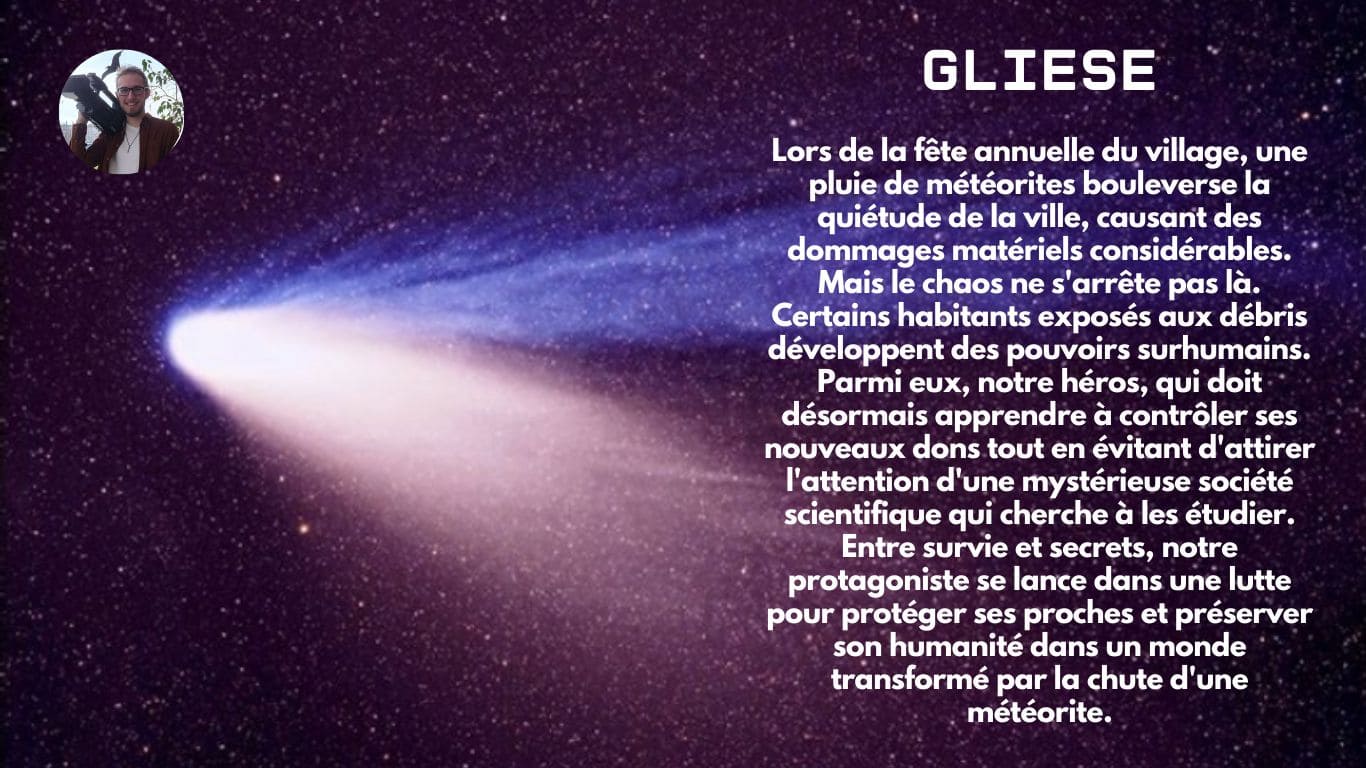 GLIESE
Lors de la fête annuelle du village, une
pluie de météorites bouleverse la
quiétude de la ville, causant des
dommages matériels considérables.
Mais le chaos ne s'arrête pas là.
Certains habitants exposés aux débris
développent des pouvoirs surhumains.
Parmi eux, notre héros, qui doit
désormais apprendre à contrôler ses
nouveaux dons tout en évitant d'attirer
l'attention d'une mystérieuse société
scientifique qui cherche à les étudier.
Entre survie et secrets, notre
protagoniste se lance dans une lutte
pour protéger ses proches et préserver
son humanité dans un monde
transformé par la chute d'une
météorite.